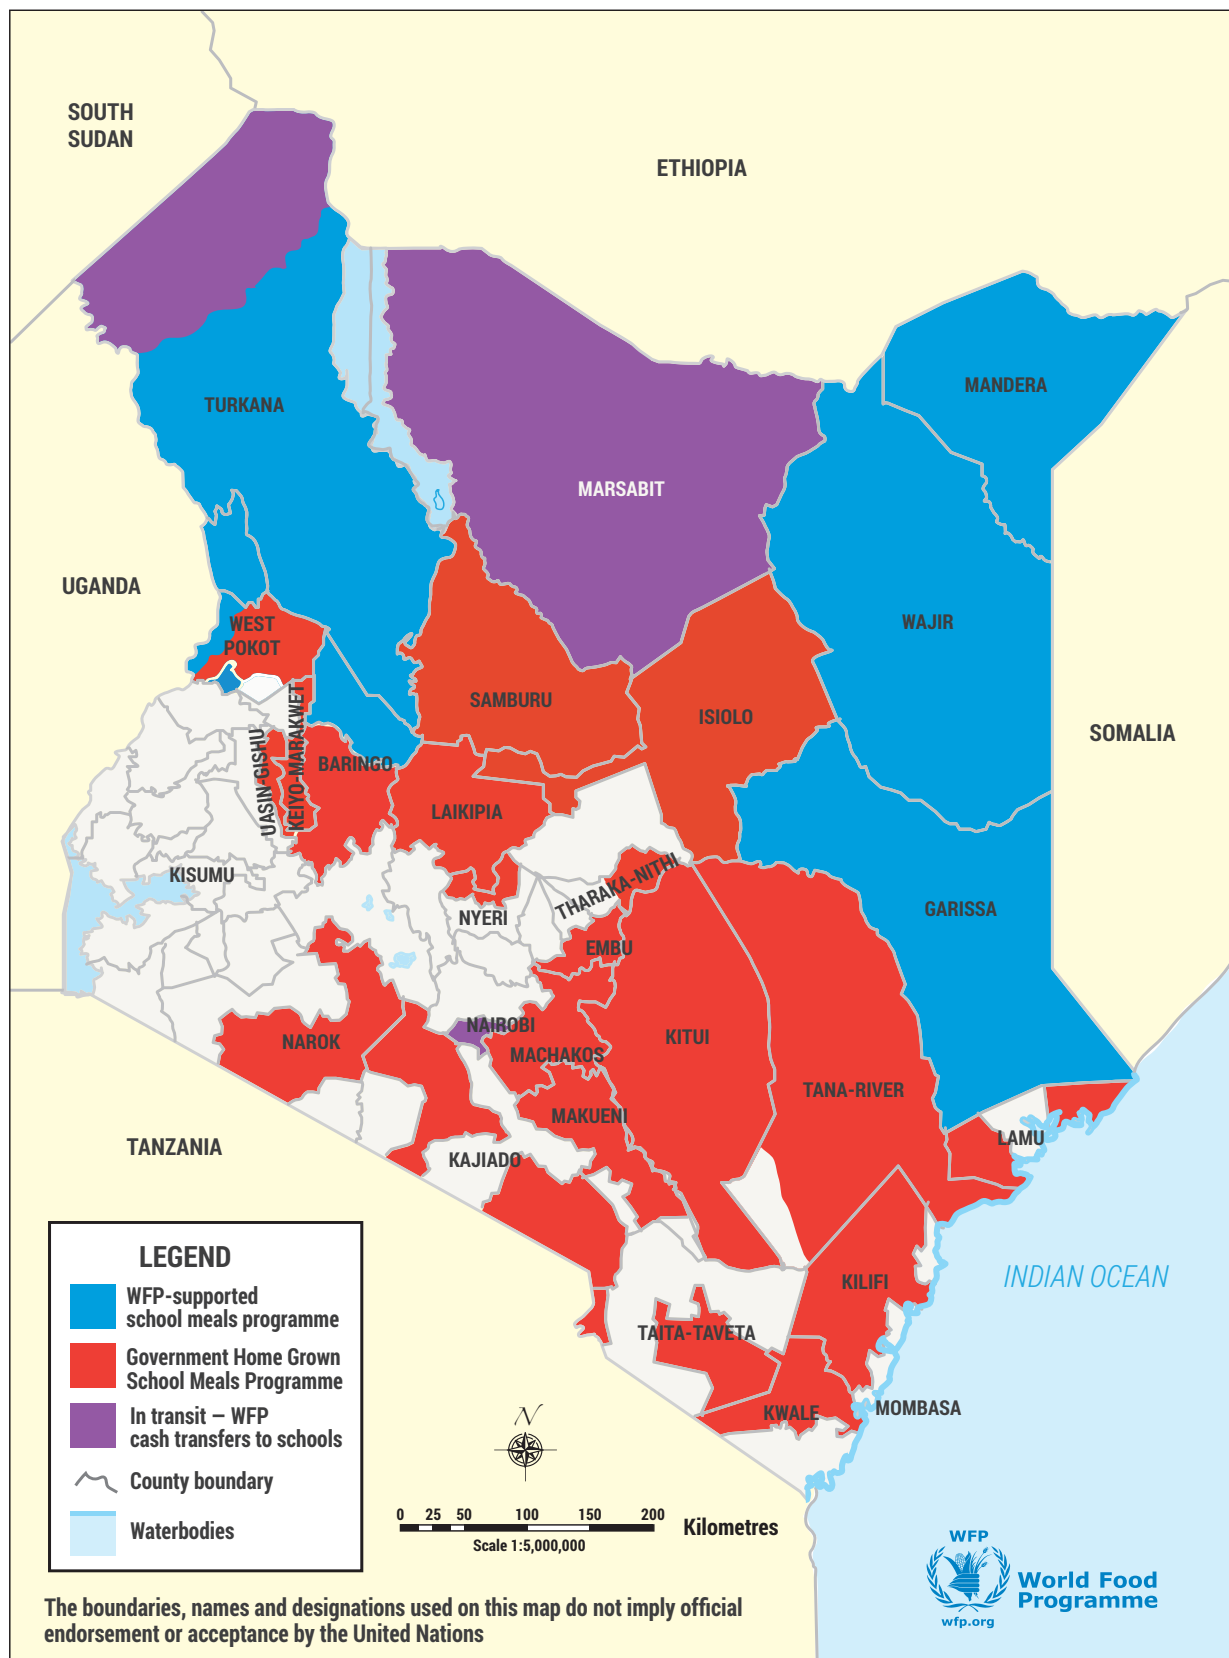 SOUTH
SUDAN
ETHIOPIA
MANDERA
TURKANA
MARSABIT
UGANDA
WEST
POKOT
WAJIR
SAMBURU
ISIOLO
SOMALIA
UASIN-GISHU
KEIYO-MARAKWET
BARINGO
LAIKIPIA
KISUMU
THARAKA-NITHI
NYERI
GARISSA
EMBU
NAIROBI
NAROK
MACHAKOS
KITUI
TANA-RIVER
MAKUENI
LAMU
TANZANIA
KAJIADO
INDIAN OCEAN
KILIFI
TAITA-TAVETA
KWALE
MOMBASA
LEGEND
WFP-supported
school meals programme
Government Home Grown
School Meals Programme
In transit – WFP
cash transfers to schools
County boundary
Waterbodies
N
0 25 50 100 150 200
Kilometres
Scale 1:5,000,000
WFP
wfp.org
World Food
Programme
The boundaries, names and designations used on this map do not imply official
endorsement or acceptance by the United Nations